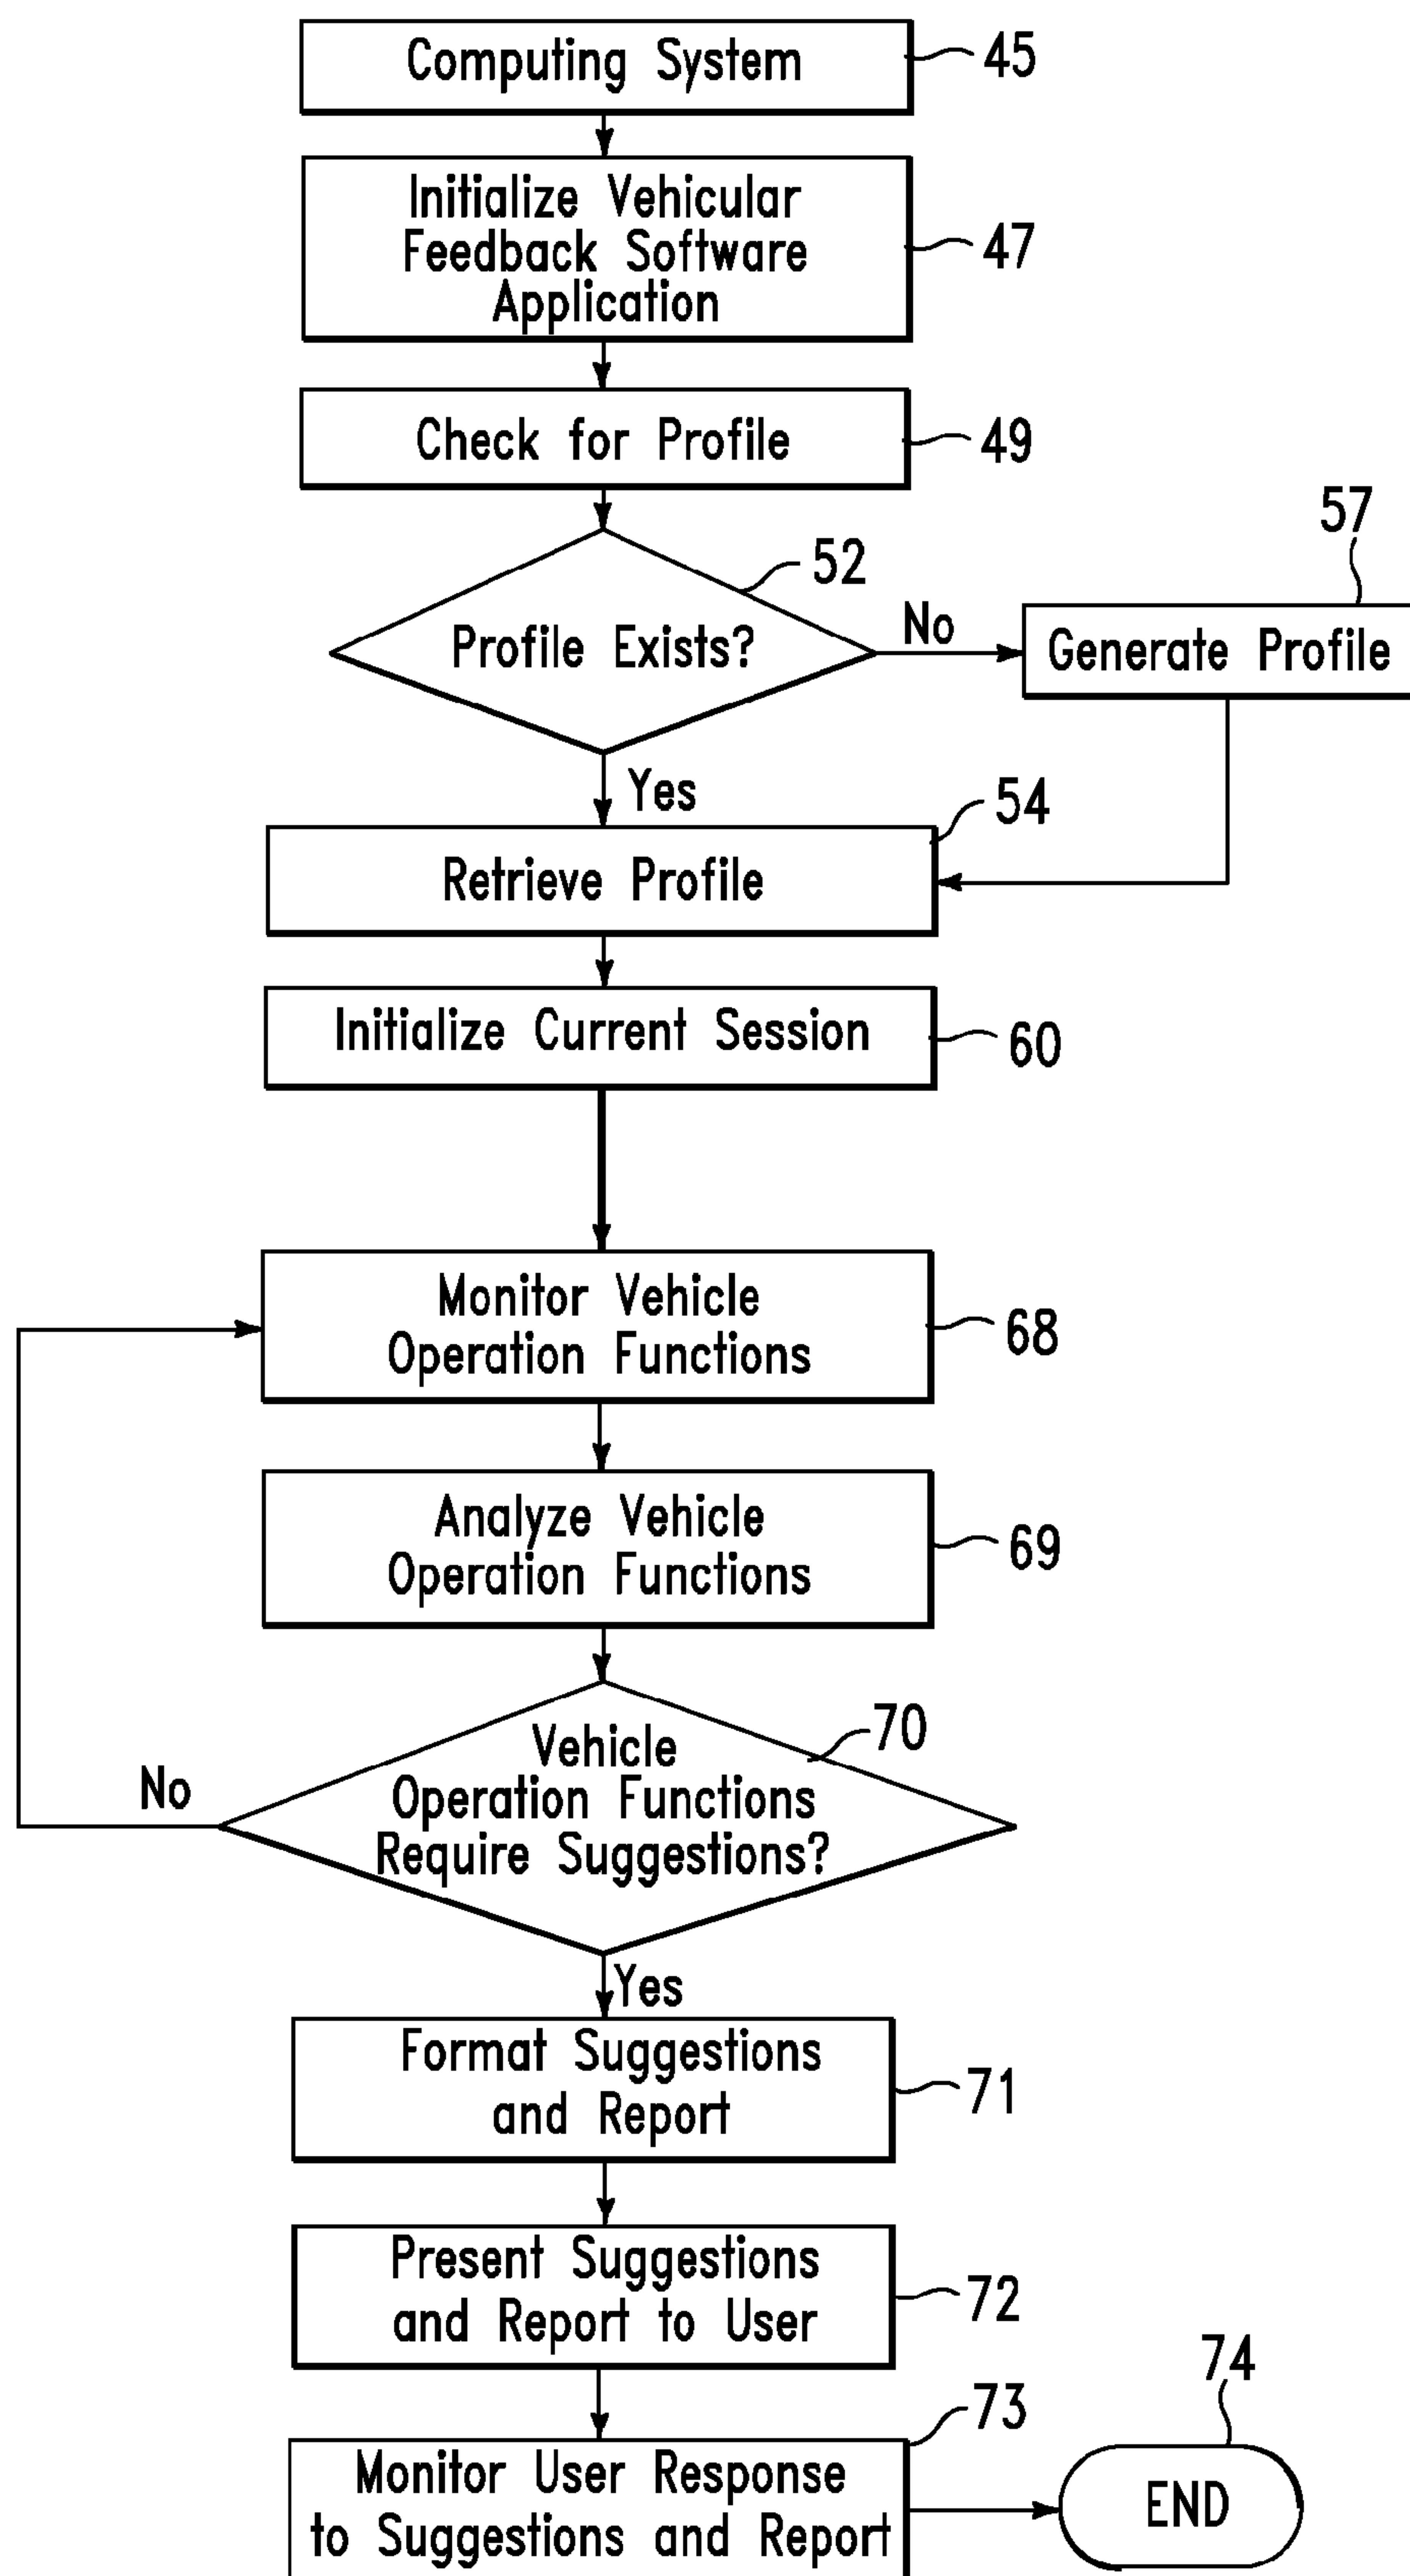 Computing System
45
Initialize Vehicular
Feedback Software
Application
47
Check for Profile
49
57
52
Profile Exists?
No
Generate Profile
Yes
54
Retrieve Profile
Initialize Current Session
60
Monitor Vehicle
Operation Functions
68
Analyze Vehicle
Operation Functions
69
70
Vehicle
Operation Functions
Require Suggestions?
No
Yes
Format Suggestions
and Report
71
Present Suggestions
and Report to User
72
73
74
Monitor User Response
to Suggestions and Report
END